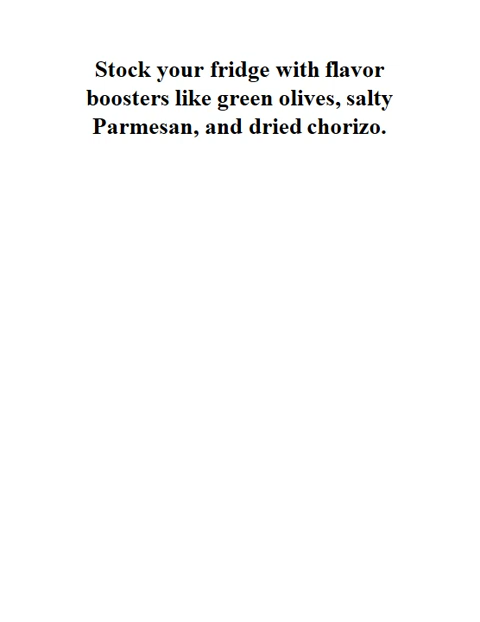 Stock your fridge with flavor
boosters like green olives, salty
Parmesan, and dried chorizo.